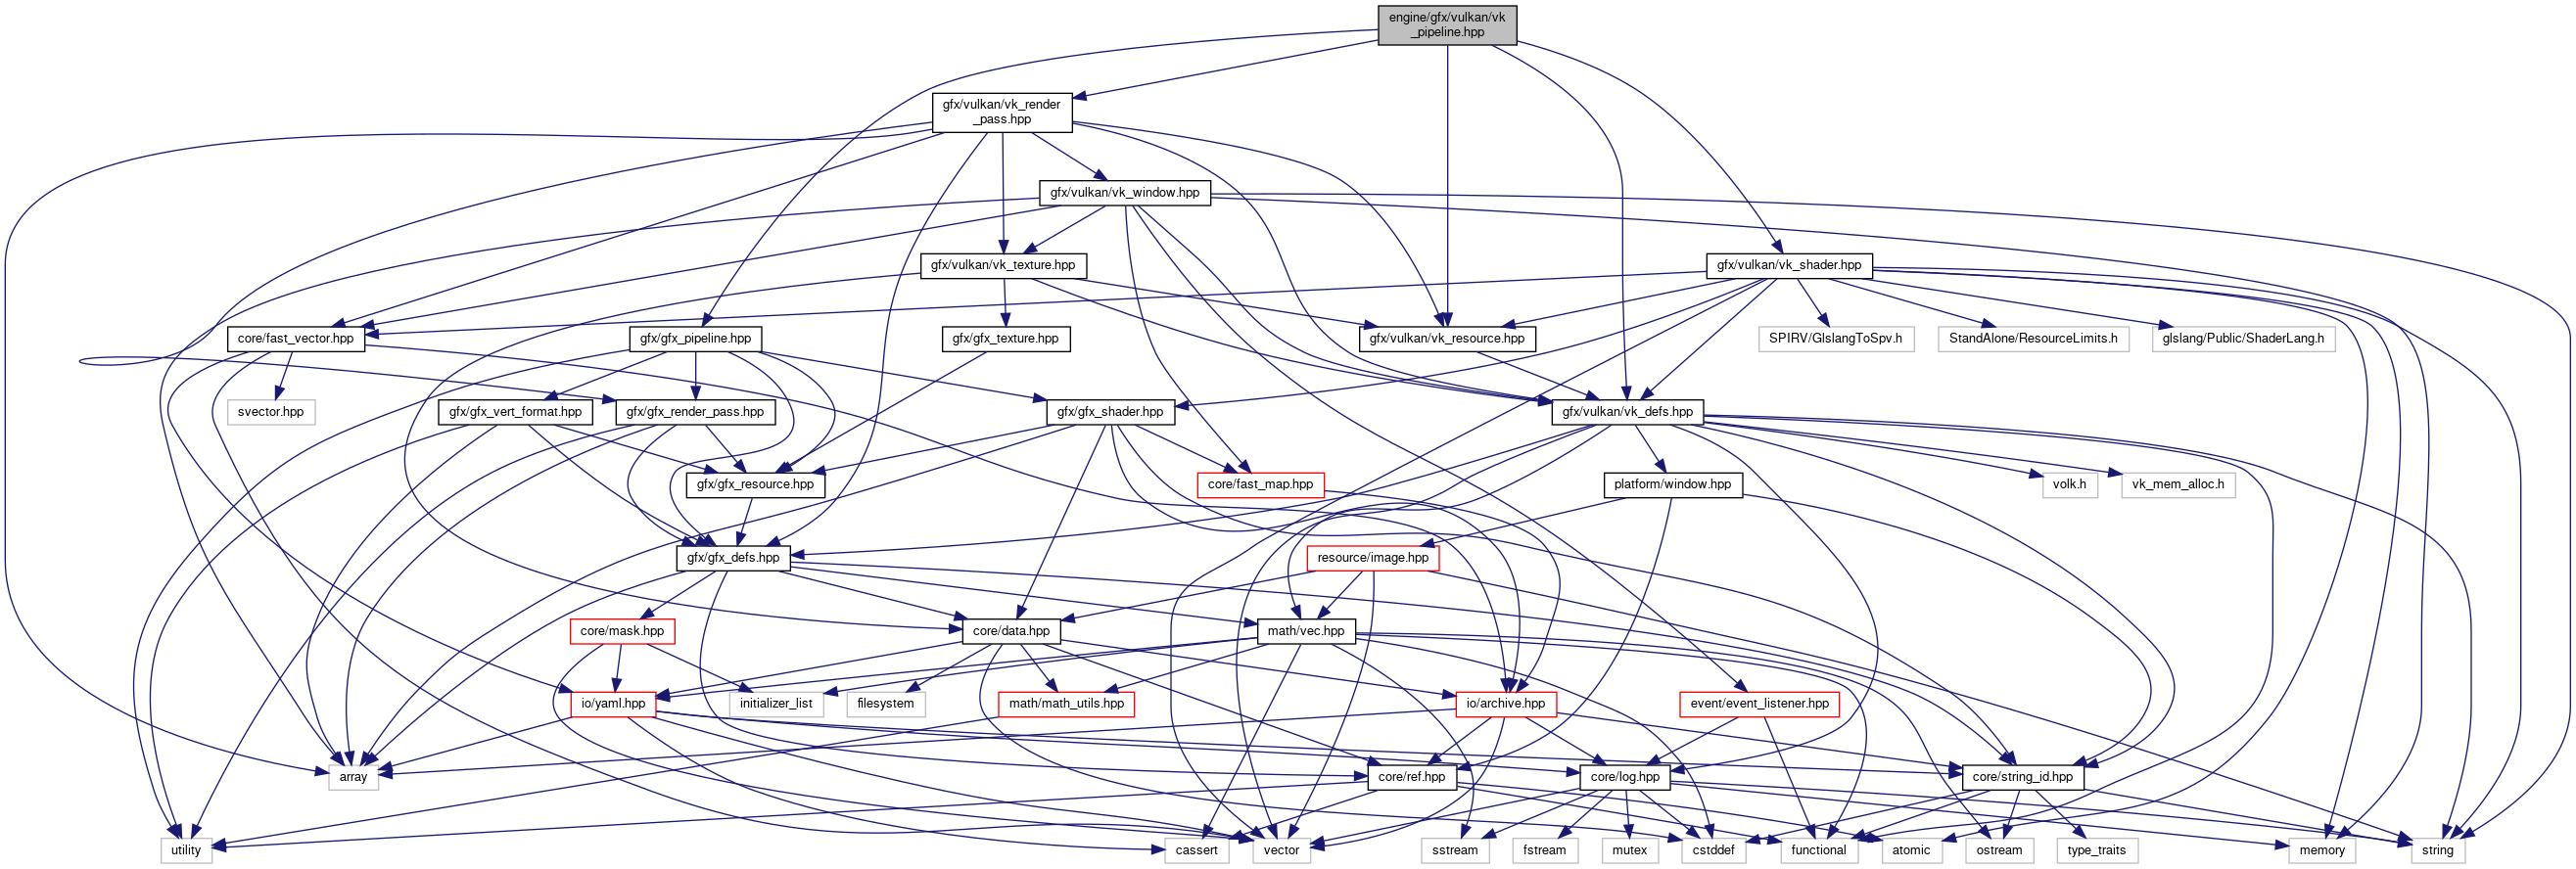 engine/gfx/vulkan/vk
_pipeline.hpp
gfx/vulkan/vk_render
_pass.hpp
gfx/vulkan/vk_window.hpp
gfx/vulkan/vk_texture.hpp
gfx/vulkan/vk_shader.hpp
core/fast_vector.hpp
gfx/gfx_pipeline.hpp
gfx/gfx_texture.hpp
gfx/vulkan/vk_resource.hpp
SPIRV/GlslangToSpv.h
StandAlone/ResourceLimits.h
glslang/Public/ShaderLang.h
svector.hpp
gfx/gfx_vert_format.hpp
gfx/gfx_render_pass.hpp
gfx/gfx_shader.hpp
gfx/vulkan/vk_defs.hpp
gfx/gfx_resource.hpp
core/fast_map.hpp
platform/window.hpp
volk.h
vk_mem_alloc.h
gfx/gfx_defs.hpp
resource/image.hpp
core/mask.hpp
core/data.hpp
math/vec.hpp
io/yaml.hpp
initializer_list
filesystem
math/math_utils.hpp
io/archive.hpp
event/event_listener.hpp
array
core/ref.hpp
core/log.hpp
core/string_id.hpp
utility
cassert
vector
sstream
fstream
mutex
cstddef
functional
atomic
ostream
type_traits
memory
string